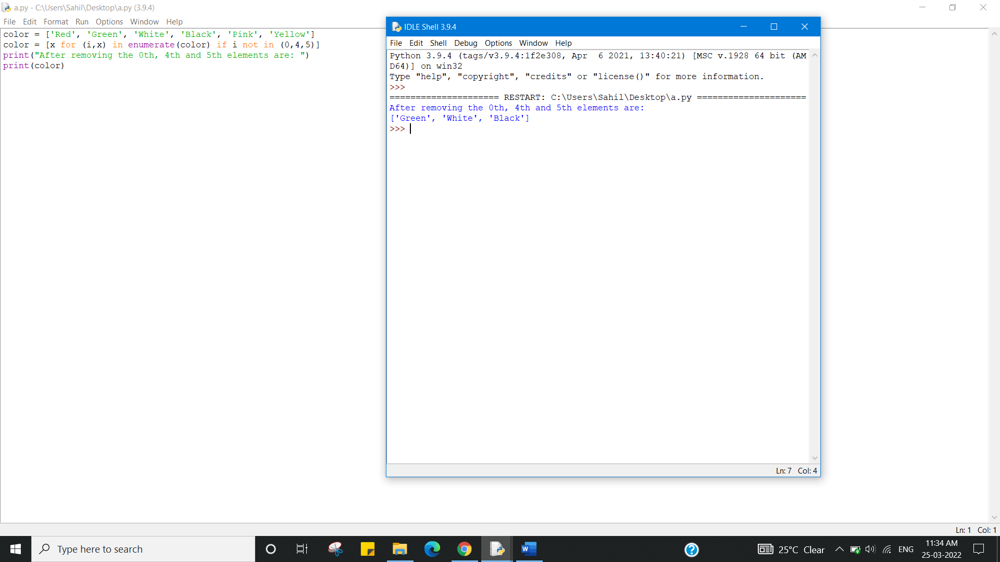 a.py - C:\Users\Sahil\Desktop\a.py (3.9.4)
File Edit Format Run Options Window Help
color = ['Red', 'Green', 'White', 'Black', 'Pink', 'Yellow']
color = [x for (i,x) in enumerate(color) if i not in (0,4,5)]
print("After removing the 0th, 4th and 5th elements are: ")
print(color)
IDLE Shell 3.9.4
File Edit Shell Debug Options Window Help
Python 3.9.4 (tags/v3.9.4:1f2e308, Apr  6 2021, 13:40:21) [MSC v.1928 64 bit (AM
D64)] on win32
Type "help", "copyright", "credits" or "license()" for more information.
>>>
===================== RESTART: C:\Users\Sahil\Desktop\a.py =====================
After removing the 0th, 4th and 5th elements are:
['Green', 'White', 'Black']
>>>
Ln: 7 Col: 4
Ln: 1 Col: 1
Type here to search
W
?
25°C Clear
ENG
11:34 AM
25-03-2022